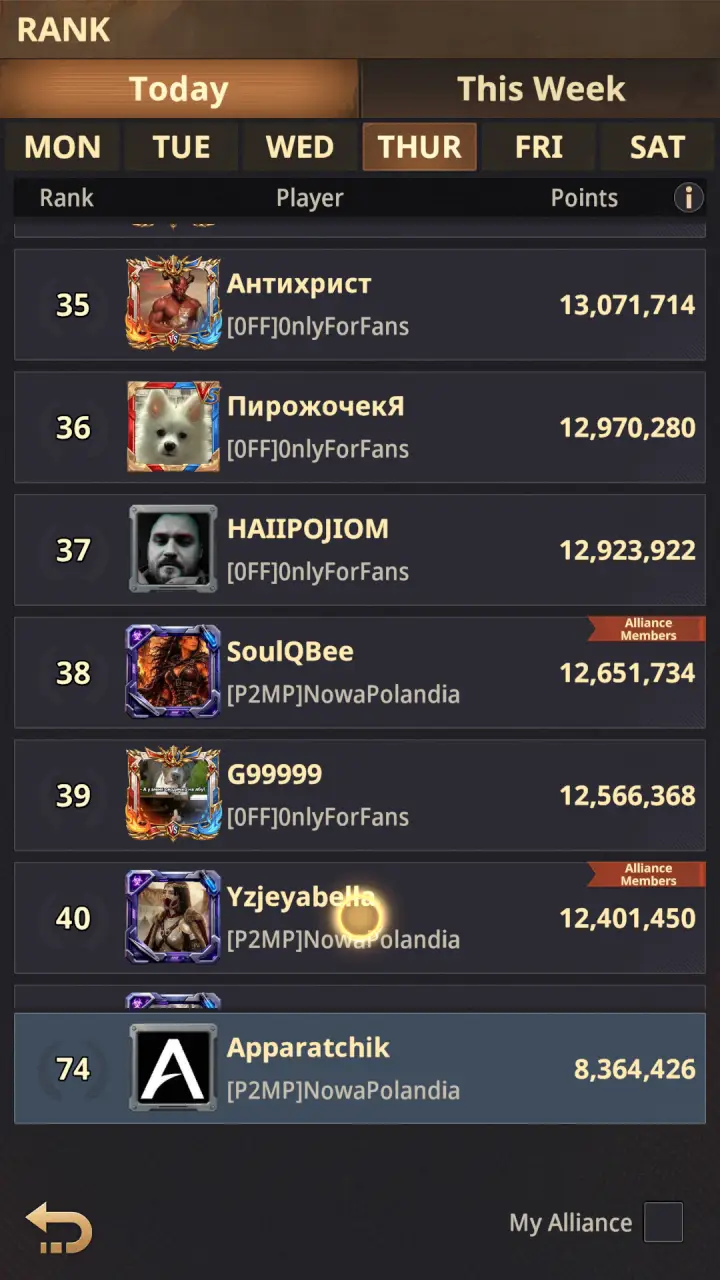 RANK
Today
This Week
MON
TUE
WED
THUR
FRI
SAT
Rank
Player
Points
35
Антихрист
[0FF]0nlyForFans
13,071,714
36
ПирожочекЯ
[0FF]0nlyForFans
12,970,280
37
HAIIPOJIOM
[0FF]0nlyForFans
12,923,922
Alliance
Members
38
SoulQBee
[P2MP]NowaPolandia
12,651,734
39
G99999
[0FF]0nlyForFans
12,566,368
Alliance
Members
40
Yzjeyabella
[P2MP]NowaPolandia
12,401,450
74
Apparatchik
[P2MP]NowaPolandia
8,364,426
My Alliance